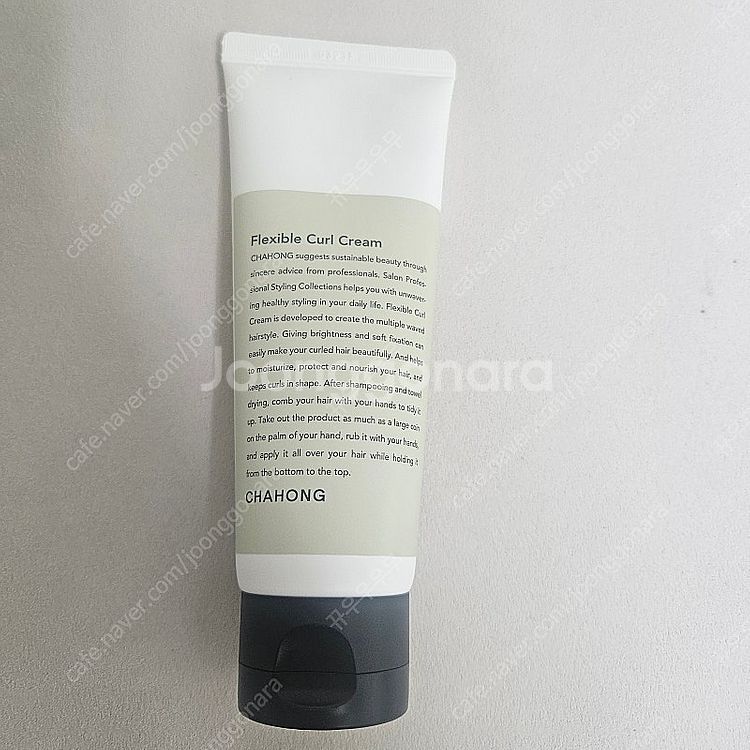 Flexible Curl Cream
CHAHONG suggests sustainable beauty through
sincere advice from professionals. Salon Profes-
sional Styling Collections helps you with unwaver-
ing healthy styling in your daily life. Flexible Curl
Cream is developed to create the multiple waved
hairstyle. Giving brightness and soft fixation can
easily make your curled hair beautifully. And helps
to moisturize, protect and nourish your hair, and
keeps curls in shape. After shampooing and towel
drying, comb your hair with your hands to tidy it
up. Take out the product as much as a large coin
on the palm of your hand, rub it with your hands,
and apply it all over your hair while holding it
from the bottom to the top.
CHAHONG
Joonggonara
cafe.naver.com/joonggonara